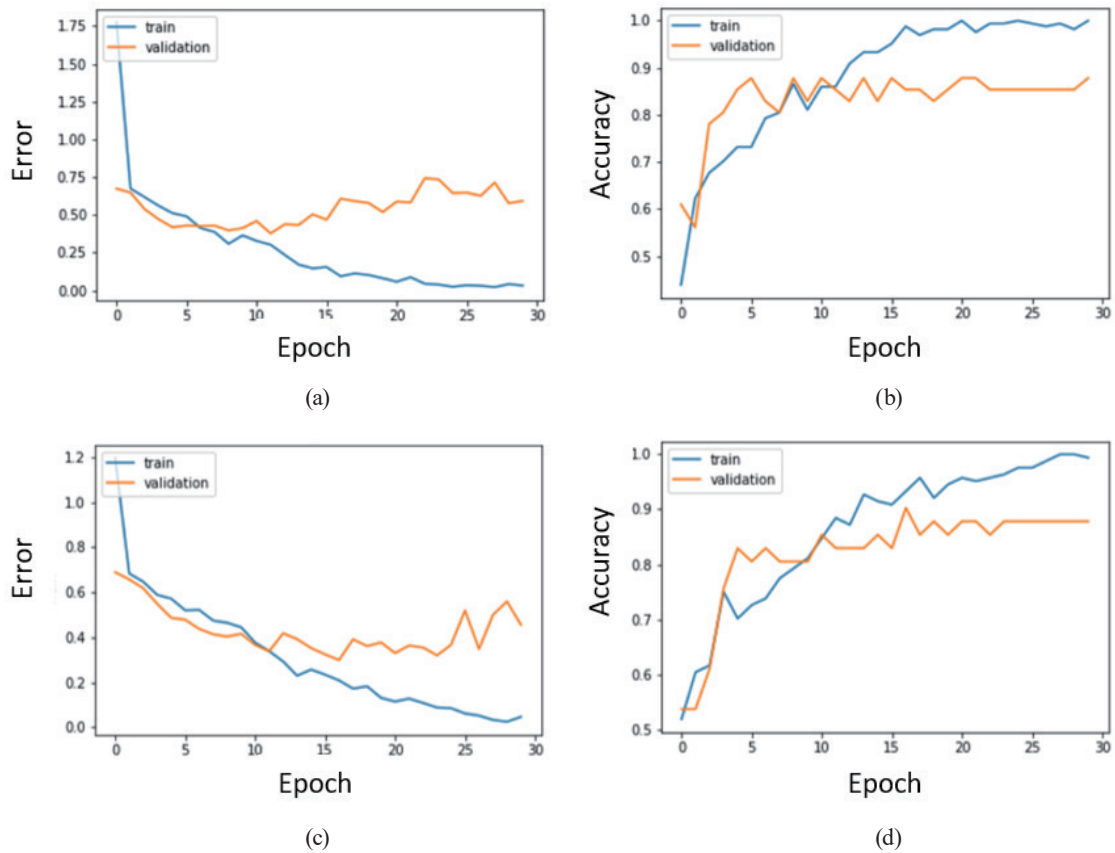 1.75
1.50
1.25
1.00
0.75
0.50
0.25
0.00
Error
train
validation
0 5 10 15 20 25 30
Epoch
(a)
1.0
0.9
0.8
0.7
0.6
0.5
Accuracy
train
validation
0 5 10 15 20 25 30
Epoch
(b)
1.2
1.0
0.8
0.6
0.4
0.2
0.0
Error
train
validation
0 5 10 15 20 25 30
Epoch
(c)
1.0
0.9
0.8
0.7
0.6
0.5
Accuracy
train
validation
0 5 10 15 20 25 30
Epoch
(d)